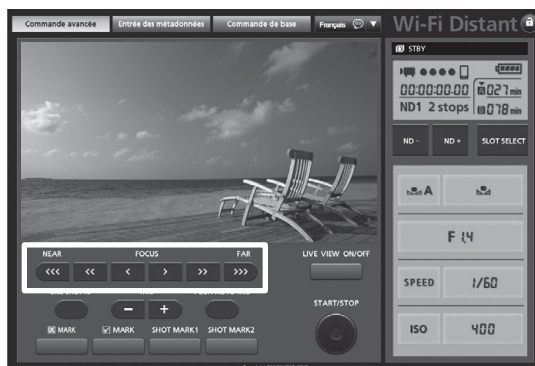 Commande avancée
Entrée des métadonnées
Commande de base
Français
Wi-Fi Distant
STBY
00:00:00.00
A 027 min
ND1 2 stops
B 078 min
ND -
ND +
SLOT SELECT
A
F 1,4
NEAR
FOCUS
FAR
<<<
<<
<
>
>>
>>>
LIVE VIEW ON/OFF
SPEED
1/60
−
+
START/STOP
OK MARK
MARK
SHOT MARK1
SHOT MARK2
ISO
400